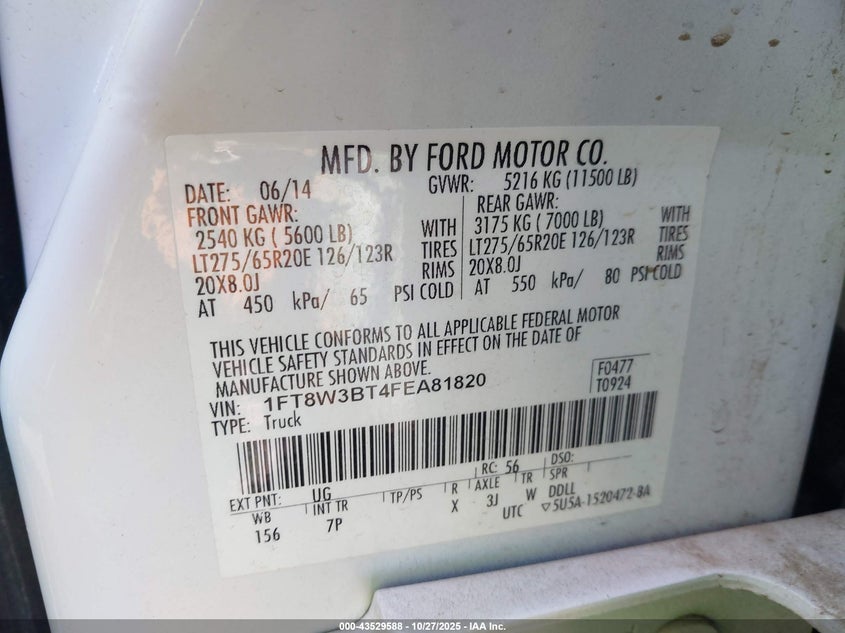 MFD. BY FORD MOTOR CO.
DATE: 06/14 GVWR: 5216 KG (11500 LB)
FRONT GAWR: REAR GAWR:
2540 KG ( 5600 LB) WITH 3175 KG ( 7000 LB) WITH
LT275/65R20E 126/123R TIRES LT275/65R20E 126/123R TIRES
20X8.0J RIMS 20X8.0J RIMS
AT 450 kPa/ 65 PSI COLD AT 550 kPa/ 80 PSI COLD
THIS VEHICLE CONFORMS TO ALL APPLICABLE FEDERAL MOTOR
VEHICLE SAFETY STANDARDS IN EFFECT ON THE DATE OF
MANUFACTURE SHOWN ABOVE.
VIN: 1FT8W3BT4FEA81820 F0477
TYPE: Truck T0924
EXT PNT: UG RC: 56 DSO:
WB INT TR TP/PS R AXLE TR SPR
156 7P X 3J W DDLL
UTC ▽5U5A-1520472-BA
000-43529588 - 10/27/2025 - IAA Inc.